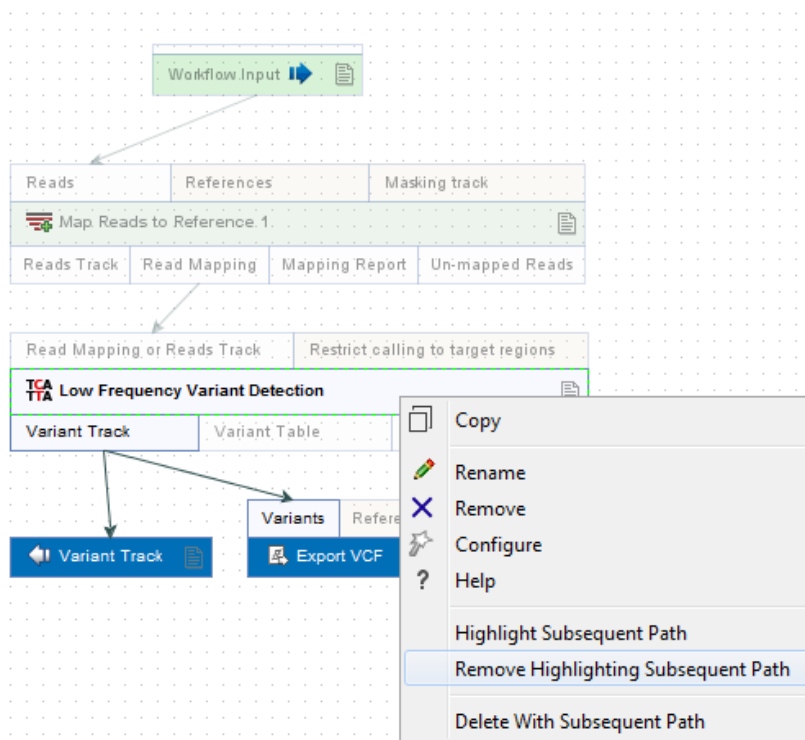 Workflow Input
Reads References Masking track
Map Reads to Reference 1
Reads Track Read Mapping Mapping Report Un-mapped Reads
Read Mapping or Reads Track Restrict calling to target regions
TCA
TTA Low Frequency Variant Detection
Variant Track Variant Table
Variants
Variant Track Export VCF
Copy
Rename
Remove
Configure
? Help
Highlight Subsequent Path
Remove Highlighting Subsequent Path
Delete With Subsequent Path